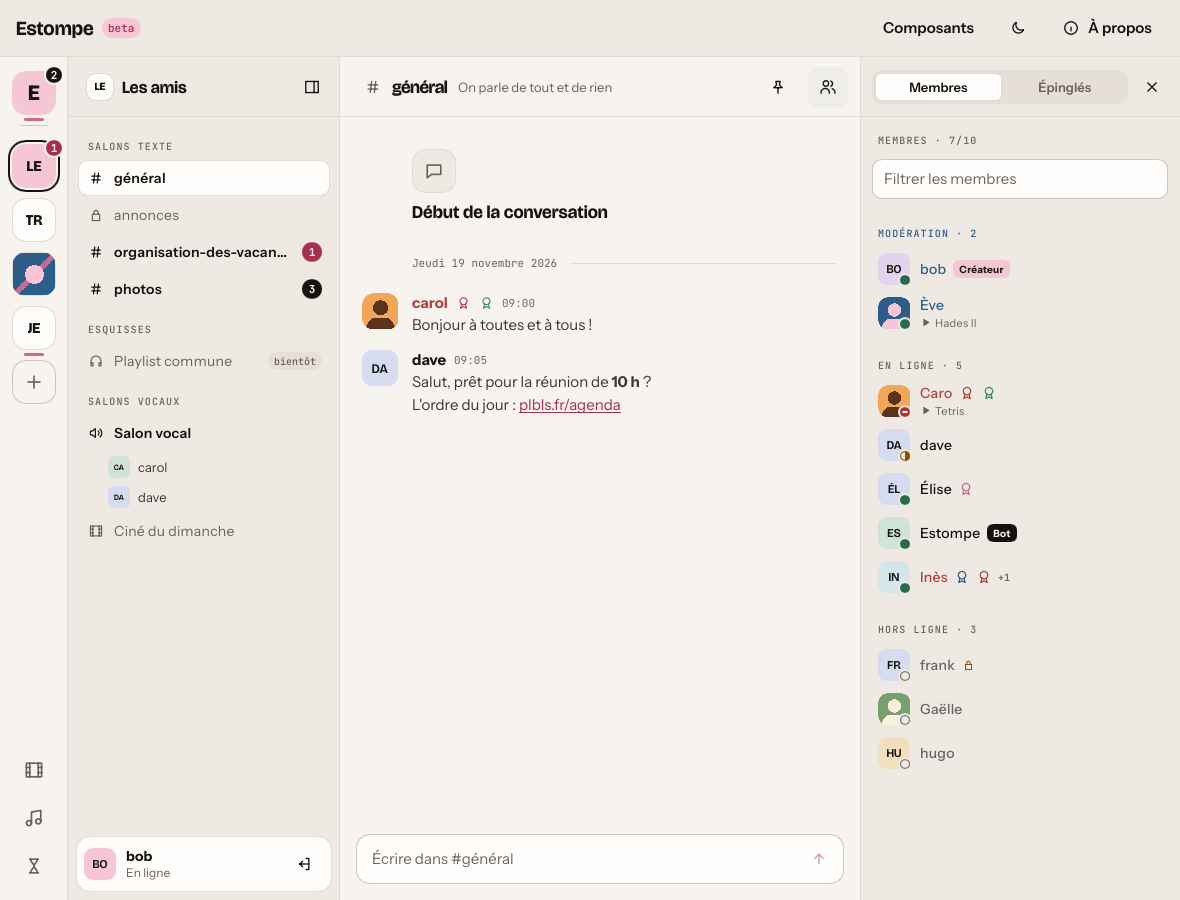 Estompe beta
Composants
À propos
E 2
LE 1
TR
JE
LE Les amis
SALONS TEXTE
# général
annonces
# organisation-des-vacan... 1
# photos 3
ESQUISSES
Playlist commune bientôt
SALONS VOCAUX
Salon vocal
CA carol
DA dave
Ciné du dimanche
BO bob
En ligne
# général On parle de tout et de rien
Début de la conversation
Jeudi 19 novembre 2026
carol 09:00
Bonjour à toutes et à tous !
DA dave 09:05
Salut, prêt pour la réunion de 10 h ?
L'ordre du jour : plbls.fr/agenda
Écrire dans #général
Membres Épinglés
MEMBRES · 7/10
Filtrer les membres
MODÉRATION · 2
BO bob Créateur
Ève
Hades II
EN LIGNE · 5
Caro
Tetris
DA dave
ÉL Élise
ES Estompe Bot
IN Inès +1
HORS LIGNE · 3
FR frank
Gaëlle
HU hugo